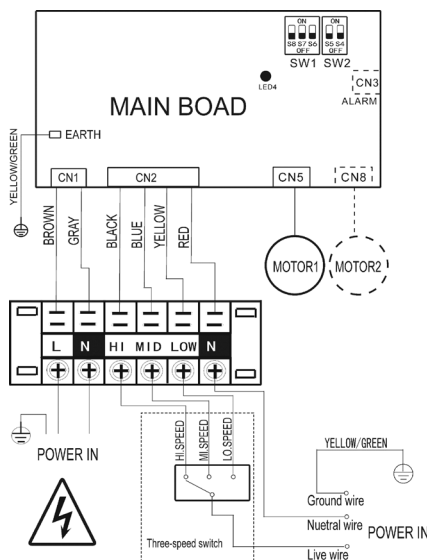 ON
ON
S8 S7 S6
S5 S4
OFF
OFF
SW1 SW2
LED4
CN3
ALARM
MAIN BOAD
EARTH
YELLOW/GREEN
CN1
CN2
CN5
CN8
BROWN
GRAY
BLACK
BLUE
YELLOW
RED
MOTOR1
MOTOR2
L N HI MID LOW N
POWER IN
HI.SPEED
MI.SPEED
LO.SPEED
Three-speed switch
YELLOW/GREEN
Ground wire
Nuetral wire
POWER IN
Live wire